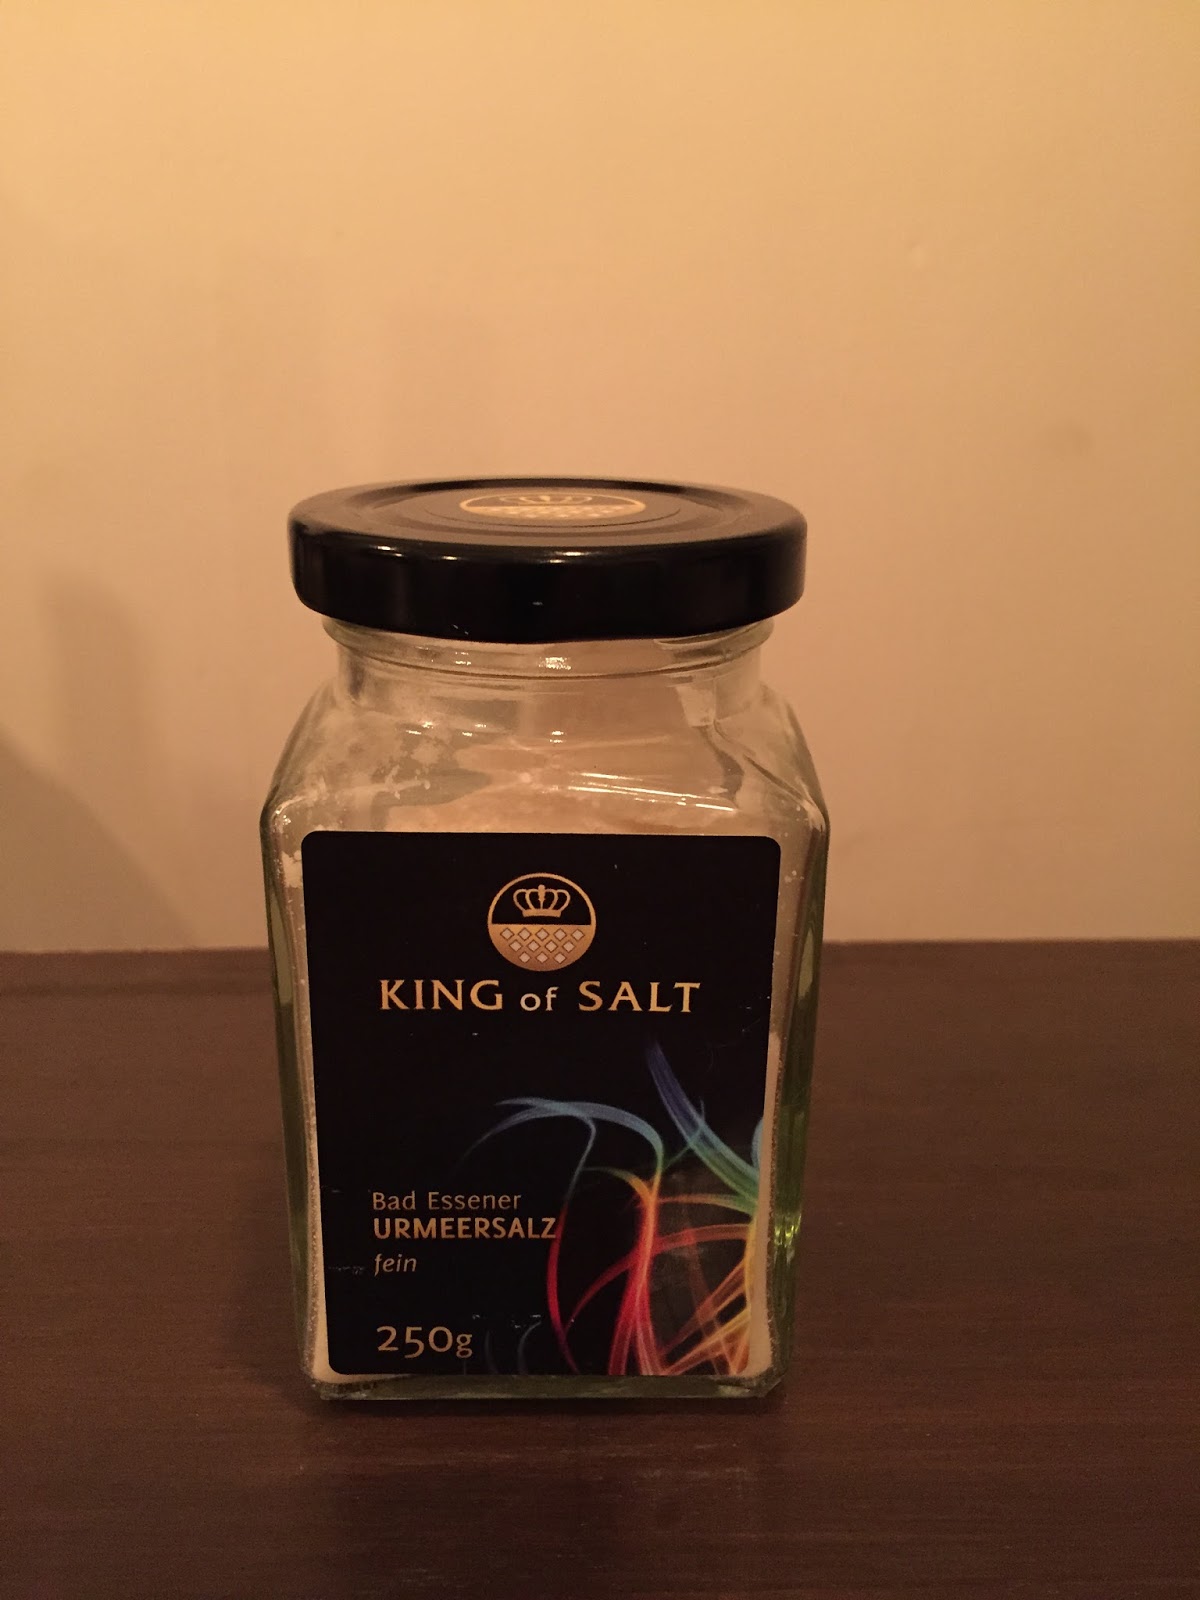 KING of SALT
Bad Essener
URMEERSALZ
fein
250g